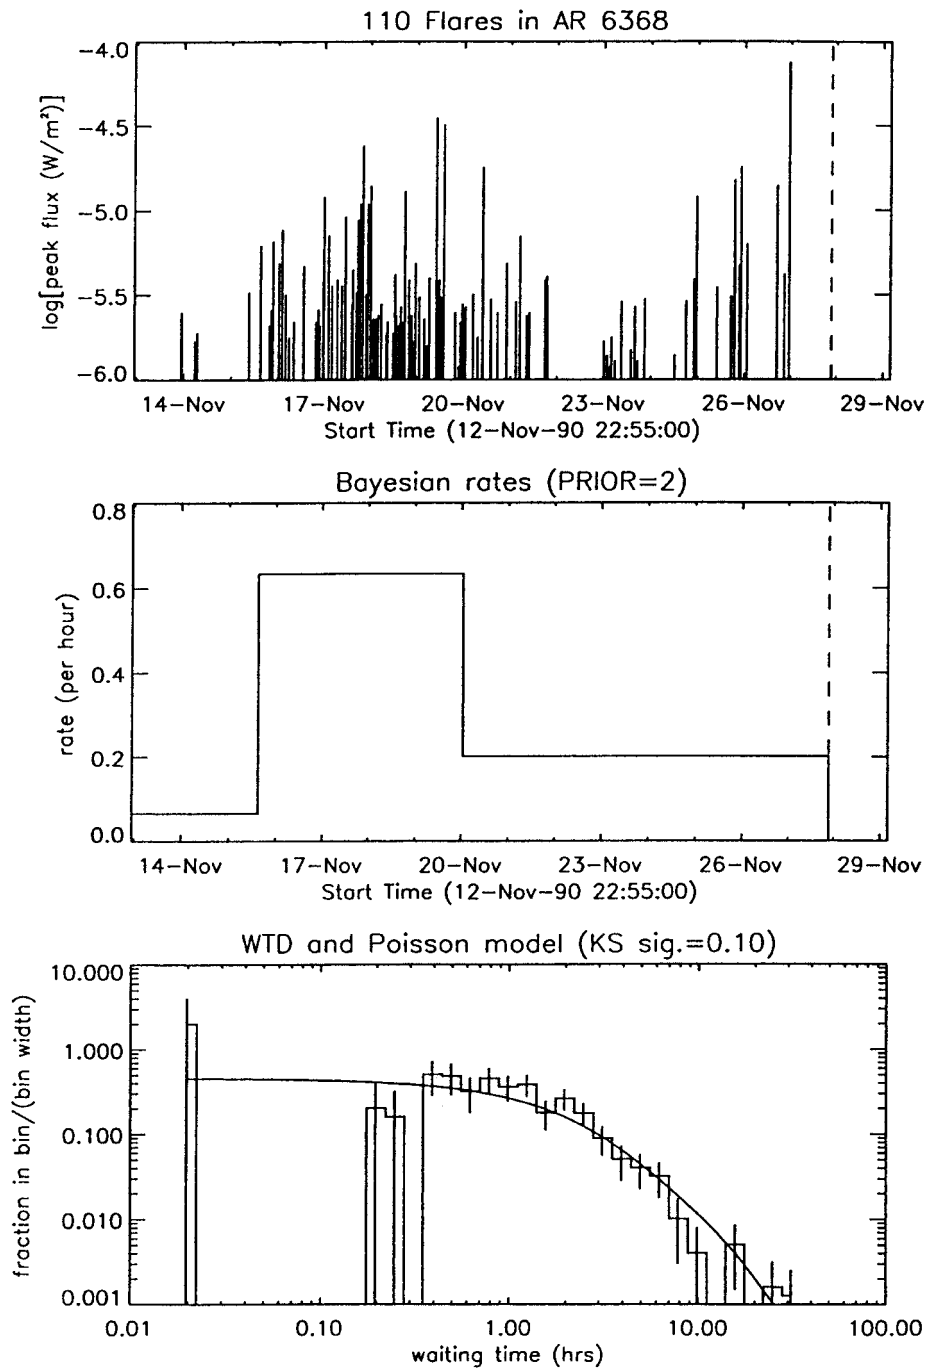 110 Flares in AR 6368
log[peak flux (W/m²)]
−4.0
−4.5
−5.0
−5.5
−6.0
14−Nov 17−Nov 20−Nov 23−Nov 26−Nov 29−Nov
Start Time (12−Nov−90 22:55:00)
Bayesian rates (PRIOR=2)
rate (per hour)
0.8
0.6
0.4
0.2
0.0
14−Nov 17−Nov 20−Nov 23−Nov 26−Nov 29−Nov
Start Time (12−Nov−90 22:55:00)
WTD and Poisson model (KS sig.=0.10)
fraction in bin/(bin width)
10.000
1.000
0.100
0.010
0.001
0.01 0.10 1.00 10.00 100.00
waiting time (hrs)